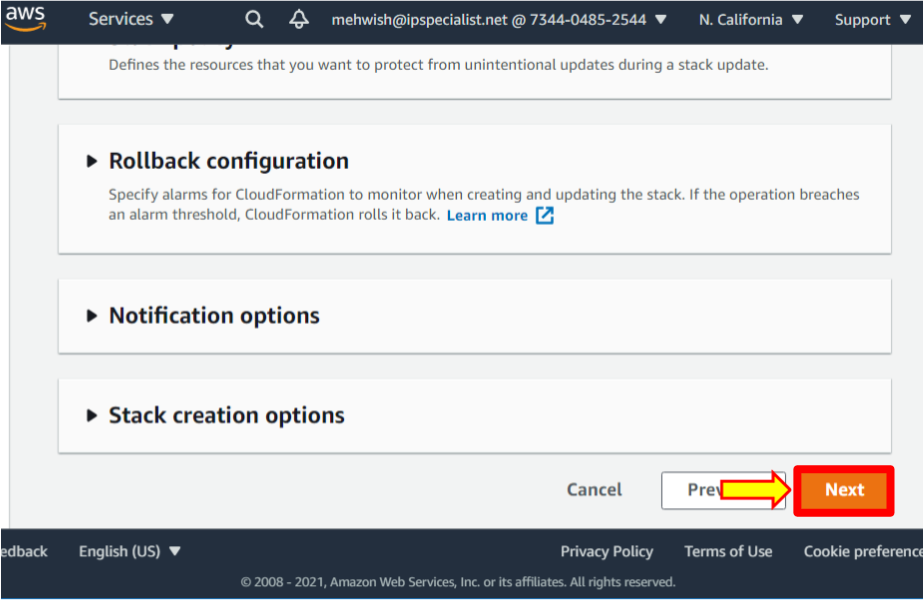 aws Services mehwish@ipspecialist.net @ 7344-0485-2544 N. California Support
Defines the resources that you want to protect from unintentional updates during a stack update.
Rollback configuration
Specify alarms for CloudFormation to monitor when creating and updating the stack. If the operation breaches
an alarm threshold, CloudFormation rolls it back. Learn more
Notification options
Stack creation options
Cancel Pre Next
edback English (US) Privacy Policy Terms of Use Cookie preference
© 2008 - 2021, Amazon Web Services, Inc. or its affiliates. All rights reserved.